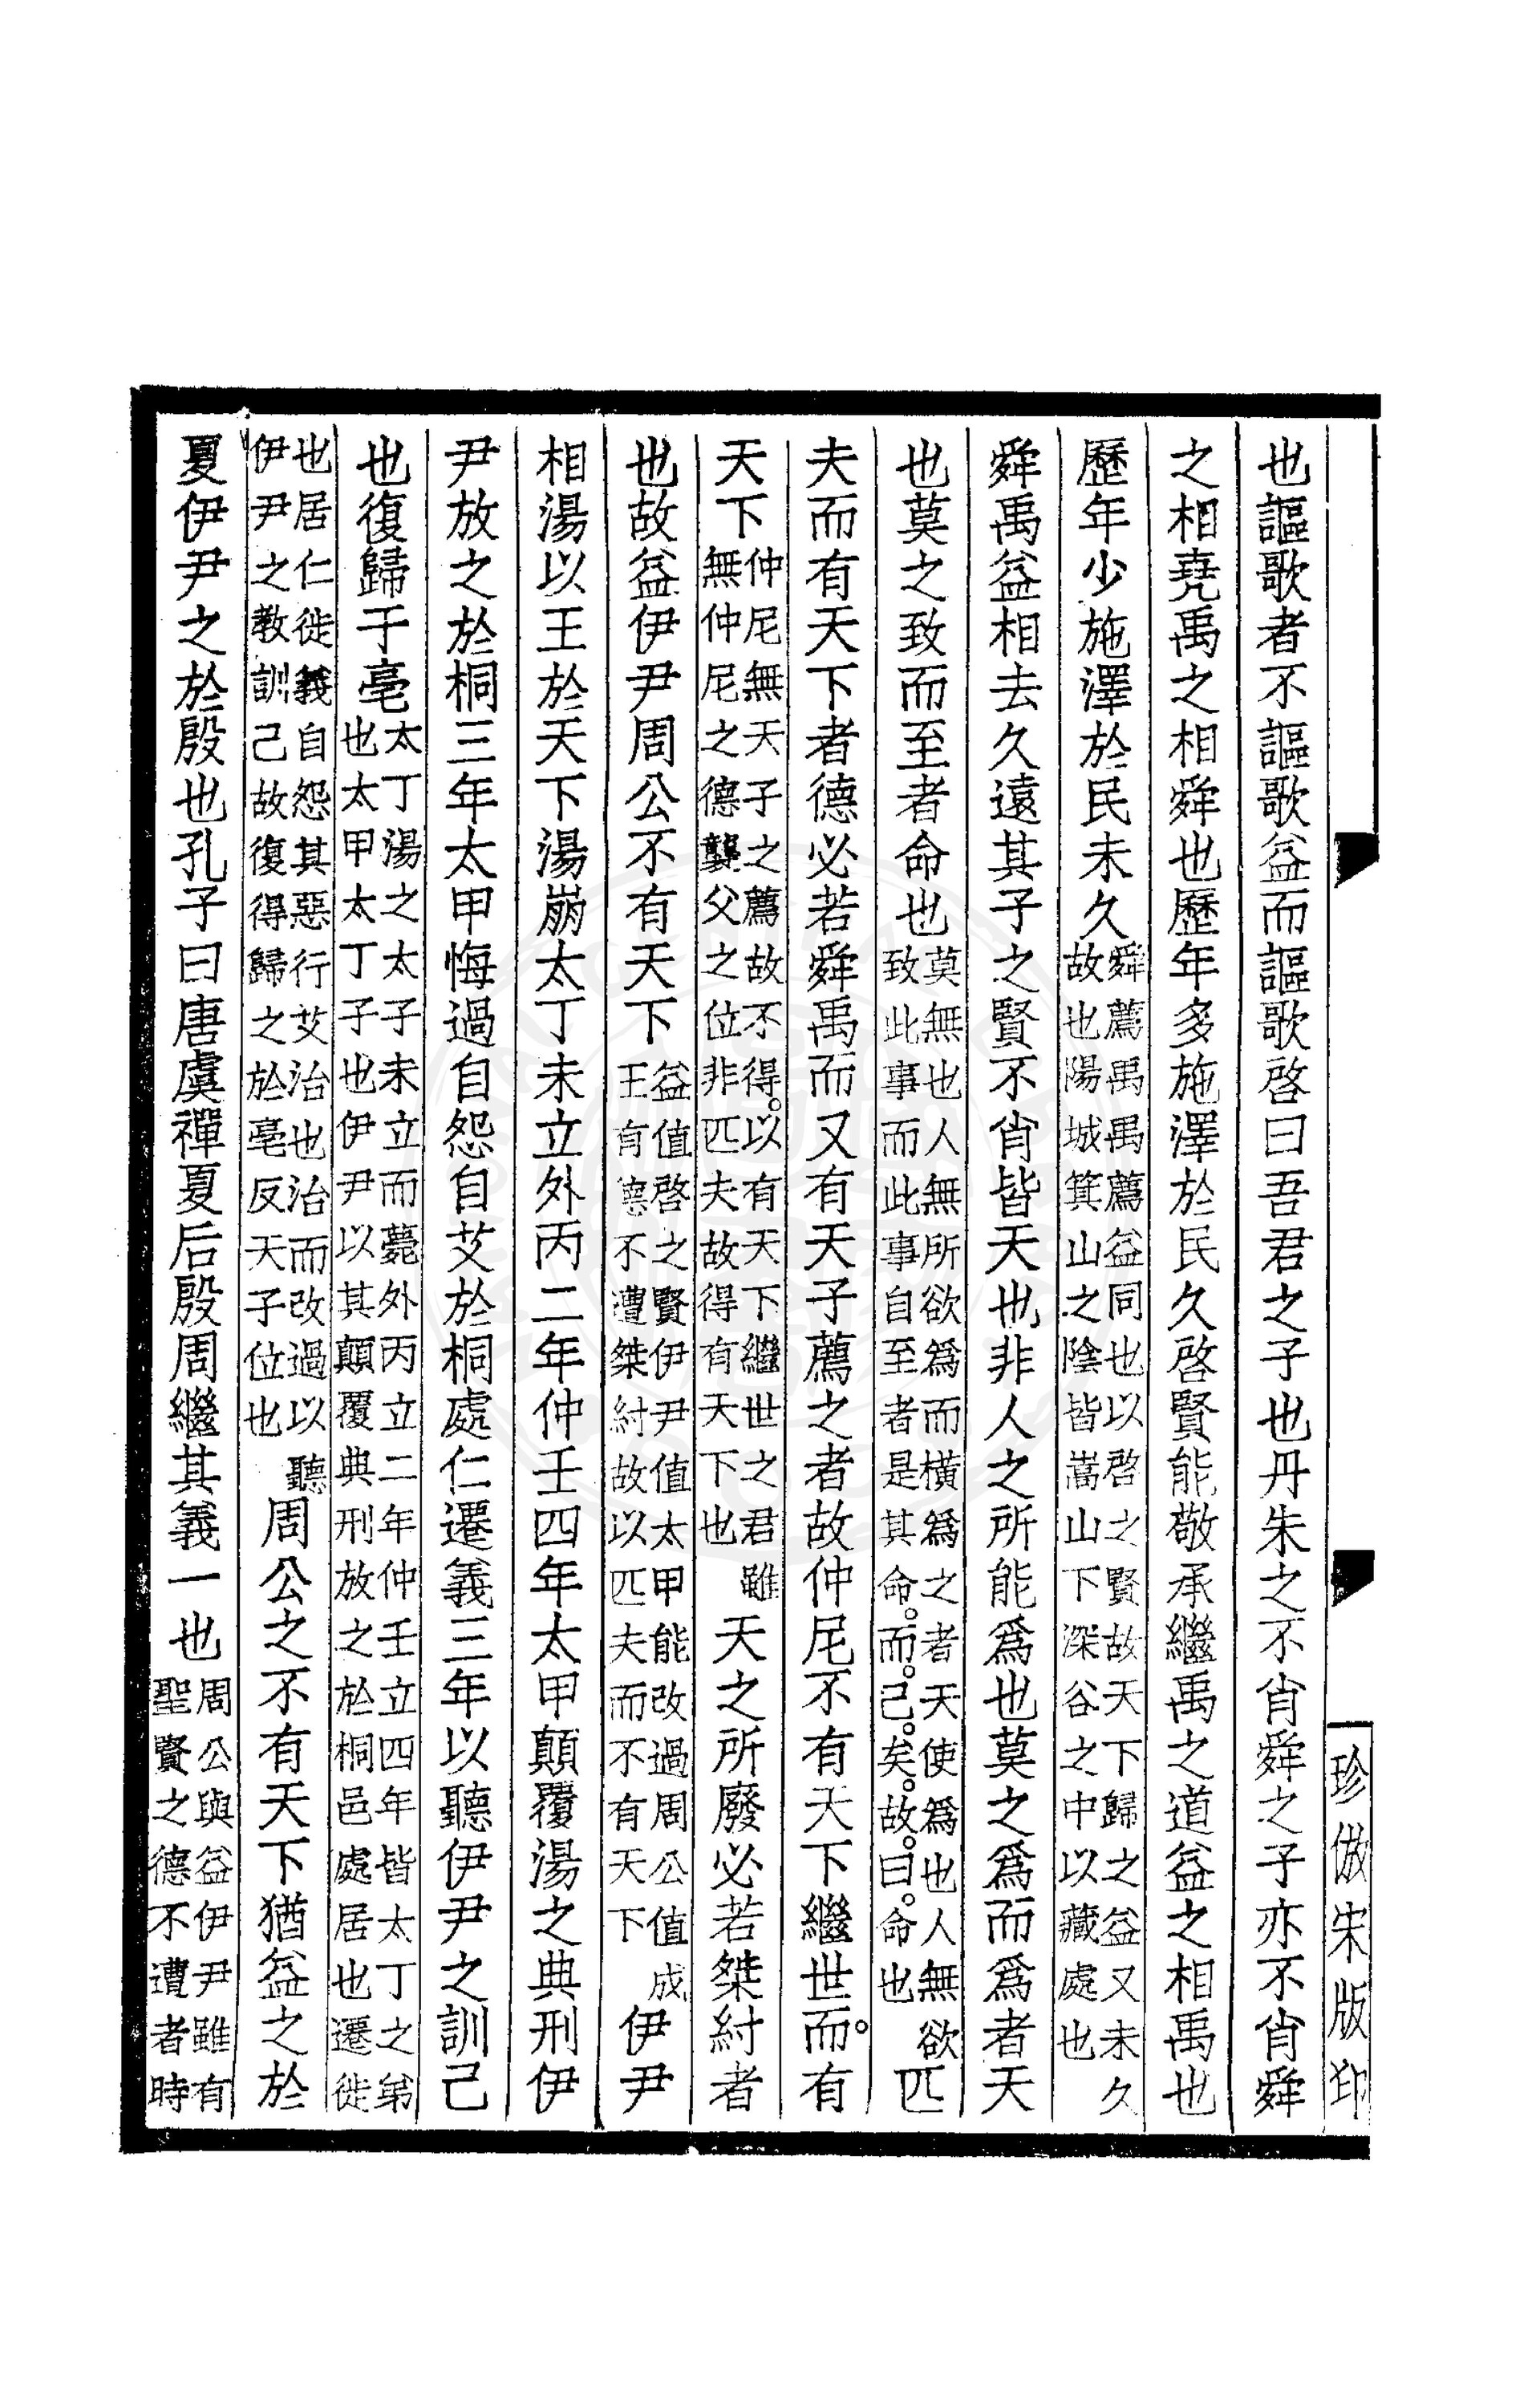 也謳歌者不謳歌益而謳歌啓曰吾君之子也丹朱之不肖舜之子亦不肖舜
之相堯禹之相舜也歷年多施澤於民久啓賢能敬承繼禹之道益之相禹也
歷年少施澤於民未久舜薦禹禹薦益同也以啓之賢故天下歸之益又未久故也陽城箕山之陰皆嵩山下深谷之中以藏處也
舜禹益相去久遠其子之賢不肖皆天也非人之所能爲也莫之爲而爲者天
也莫之致而至者命也莫無也人無所欲爲而橫爲之者天使爲也人無欲致此事而此事自至者是其命。而。已。矣。故。曰。命也匹
夫而有天下者德必若舜禹而又有天子薦之者故仲尼不有天下繼世而。有
天下仲尼無天子之薦故不得。以有天下繼世之君雖無仲尼之德襲父之位非匹夫故得有天下也天之所廢必若桀紂者
也故益伊尹周公不有天下益值啓之賢伊尹值太甲能改過周公值成王有德不遭桀紂故以匹夫而不有天下伊尹
相湯以王於天下湯崩太丁未立外丙二年仲壬四年太甲顛覆湯之典刑伊
尹放之於桐三年太甲悔過自怨自艾於桐處仁遷義三年以聽伊尹之訓己
也復歸于亳太丁湯之太子未立而薨外丙立二年仲壬立四年皆太丁之弟也太甲太丁子也伊尹以其顛覆典刑放之於桐邑處居也遷徙
也居仁徙義自怨其惡行艾治也治而改過以聽伊尹之教訓己故復得歸之於亳反天子位也周公之不有天下猶益之於
夏伊尹之於殷也孔子曰唐虞禪夏后殷周繼其義一也周公與益伊尹雖有聖賢之德不遭者時
珍倣宋版印